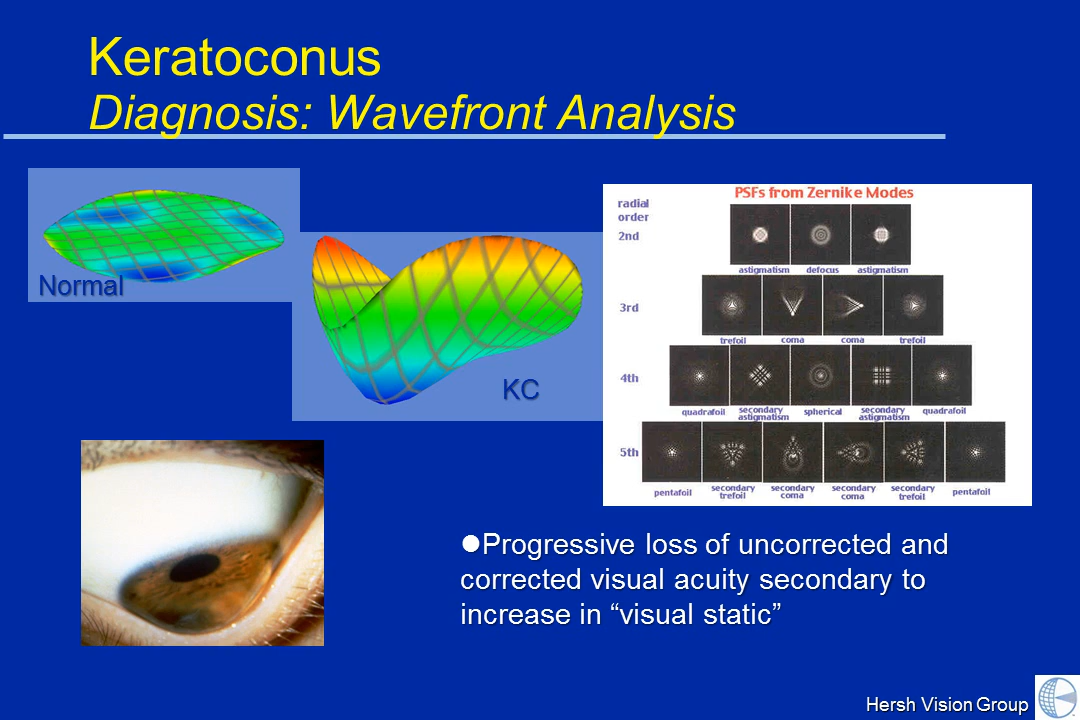 Keratoconus
Diagnosis: Wavefront Analysis
Normal
KC
PSFs from Zernike Modes
radial
order
2nd
astigmatism defocus astigmatism
3rd
trefoil coma coma trefoil
4th
quadrafoil secondary astigmatism spherical secondary astigmatism quadrafoil
5th
pentafoil secondary trefoil secondary coma secondary coma secondary trefoil pentafoil
●Progressive loss of uncorrected and
corrected visual acuity secondary to
increase in “visual static”
Hersh Vision Group